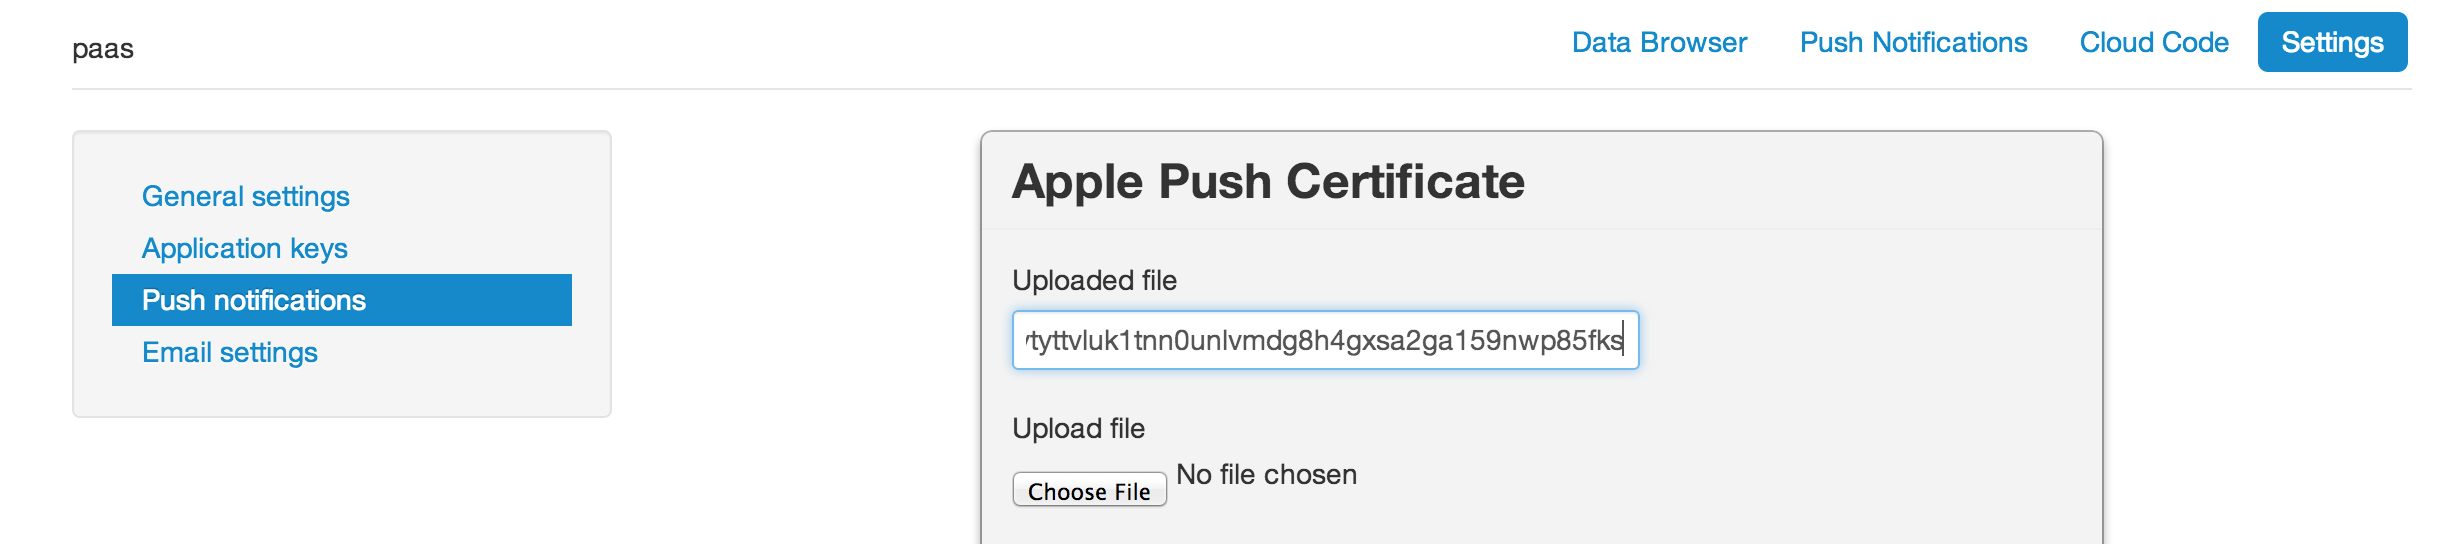 paas
Data Browser Push Notifications Cloud Code Settings
General settings
Application keys
Push notifications
Email settings
Apple Push Certificate
Uploaded file
tyttvluk1tnn0unlvmdg8h4gxsa2ga159nwp85fks
Upload file
Choose File No file chosen